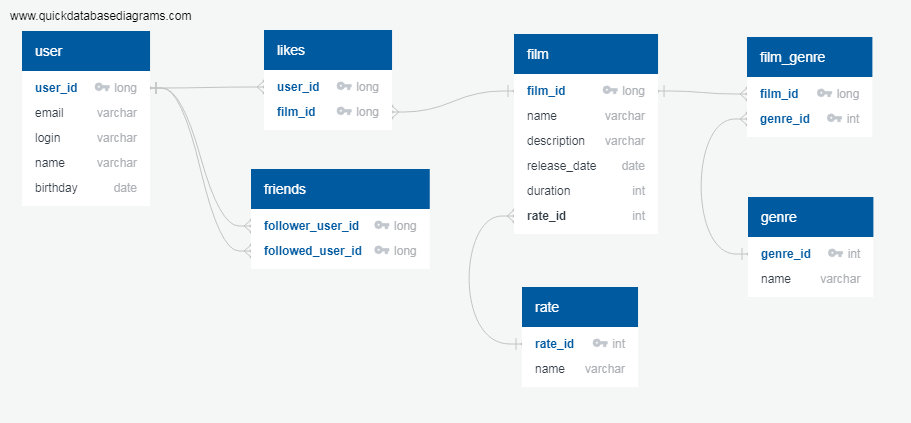 www.quickdatabasediagrams.com
user
user_id long
email varchar
login varchar
name varchar
birthday date
likes
user_id long
film_id long
friends
follower_user_id long
followed_user_id long
film
film_id long
name varchar
description varchar
release_date date
duration int
rate_id int
rate
rate_id int
name varchar
film_genre
film_id long
genre_id int
genre
genre_id int
name varchar